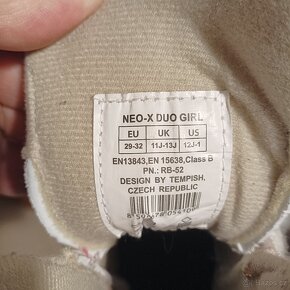 NEO-X DUO GIRL
EU UK US
29-32 11J-13J 12J-1
EN13843,EN 15638,Class B
PN.: RB-52
DESIGN BY TEMPISH,
CZECH REPUBLIC